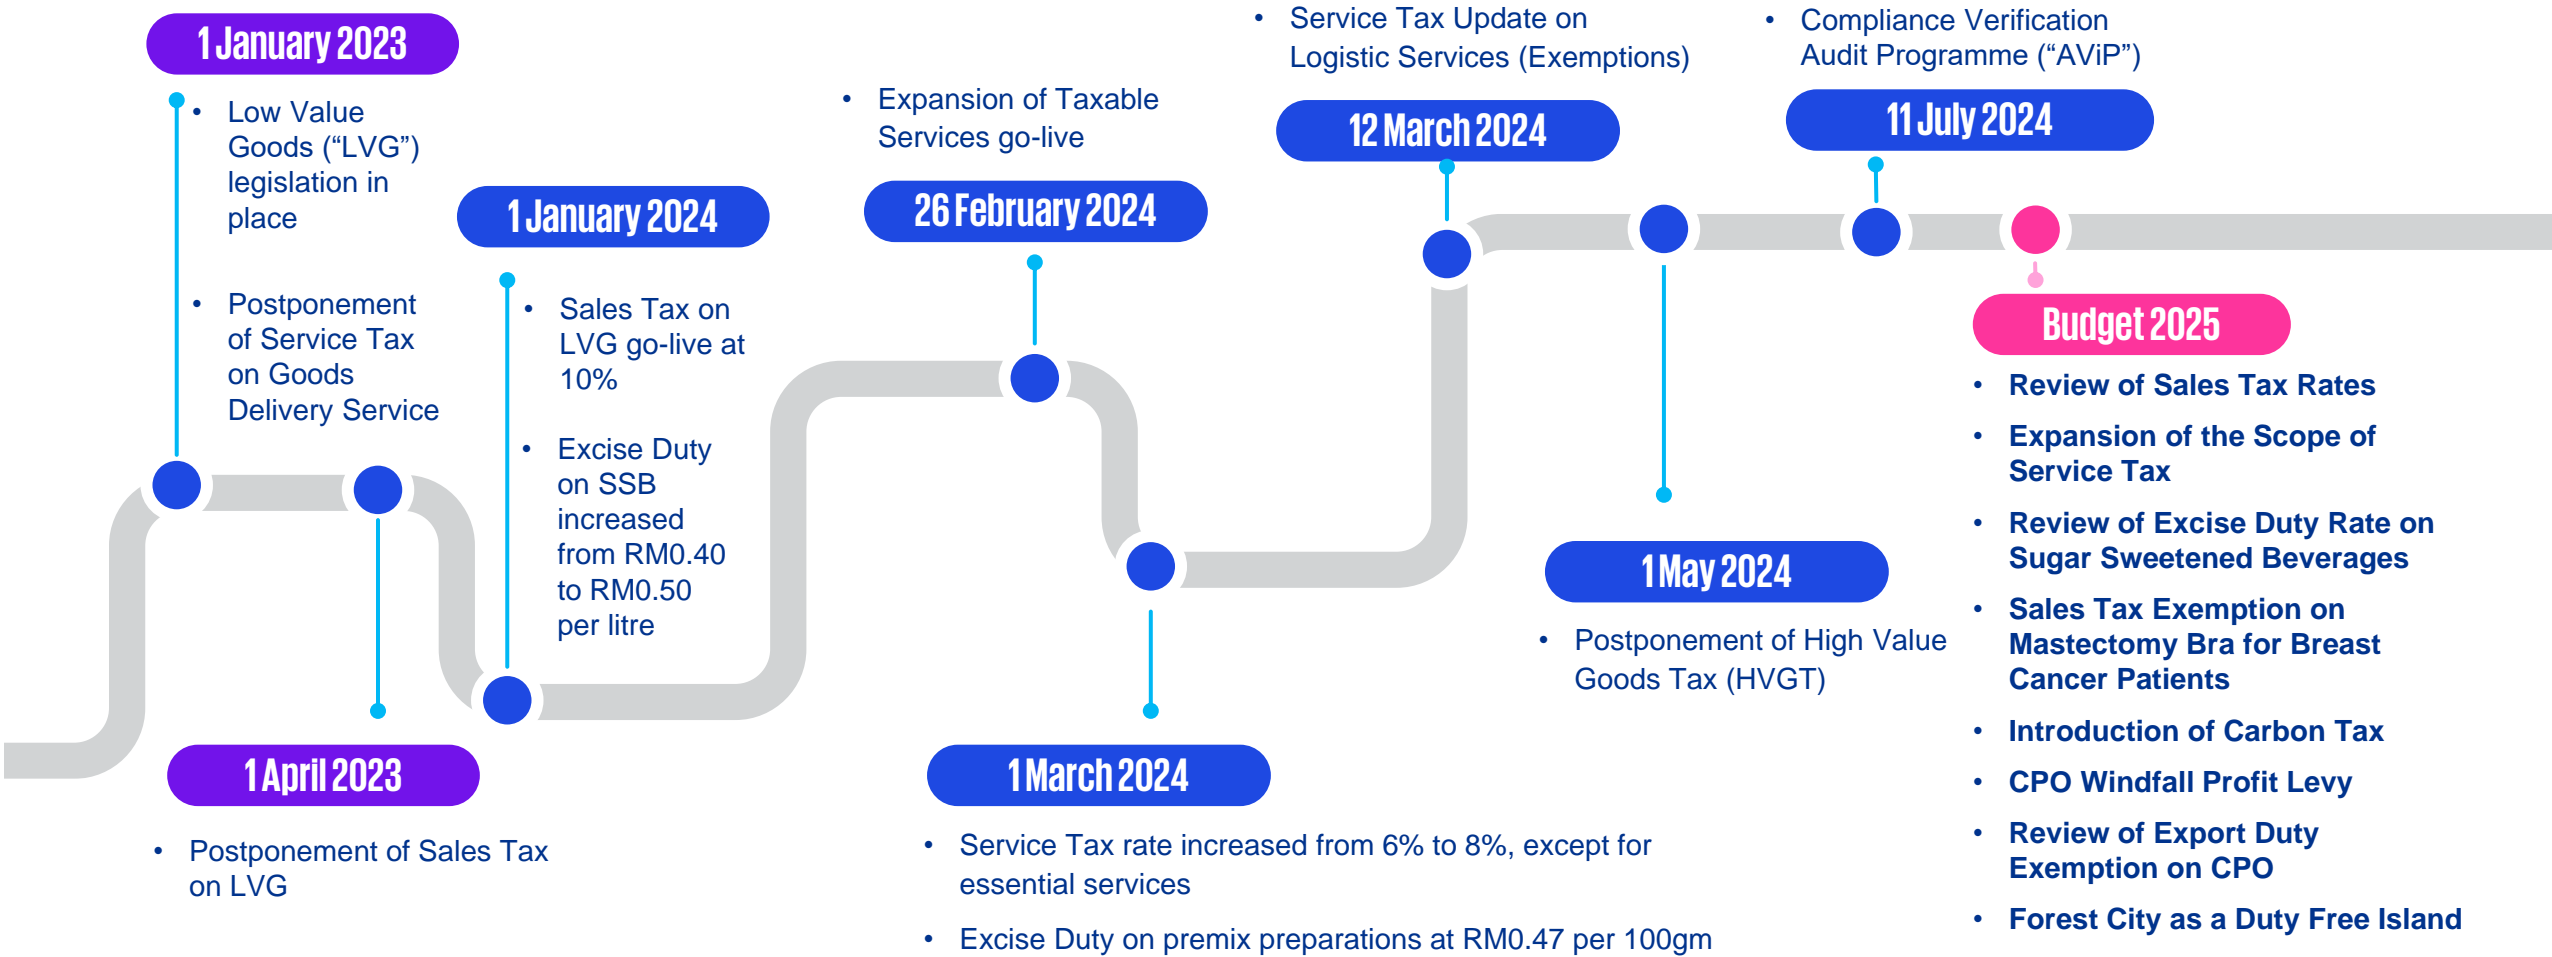 1 January 2023
• Low Value
Goods (“LVG”)
legislation in
place
• Postponement
of Service Tax
on Goods
Delivery Service
1 April 2023
• Postponement of Sales Tax
on LVG
1 January 2024
• Sales Tax on
LVG go-live at
10%
• Excise Duty
on SSB
increased
from RM0.40
to RM0.50
per litre
• Expansion of Taxable
Services go-live
26 February 2024
1 March 2024
• Service Tax rate increased from 6% to 8%, except for
essential services
• Excise Duty on premix preparations at RM0.47 per 100gm
• Service Tax Update on
Logistic Services (Exemptions)
12 March 2024
1 May 2024
• Postponement of High Value
Goods Tax (HVGT)
• Compliance Verification
Audit Programme (“AViP”)
11 July 2024
Budget 2025
• Review of Sales Tax Rates
• Expansion of the Scope of
Service Tax
• Review of Excise Duty Rate on
Sugar Sweetened Beverages
• Sales Tax Exemption on
Mastectomy Bra for Breast
Cancer Patients
• Introduction of Carbon Tax
• CPO Windfall Profit Levy
• Review of Export Duty
Exemption on CPO
• Forest City as a Duty Free Island